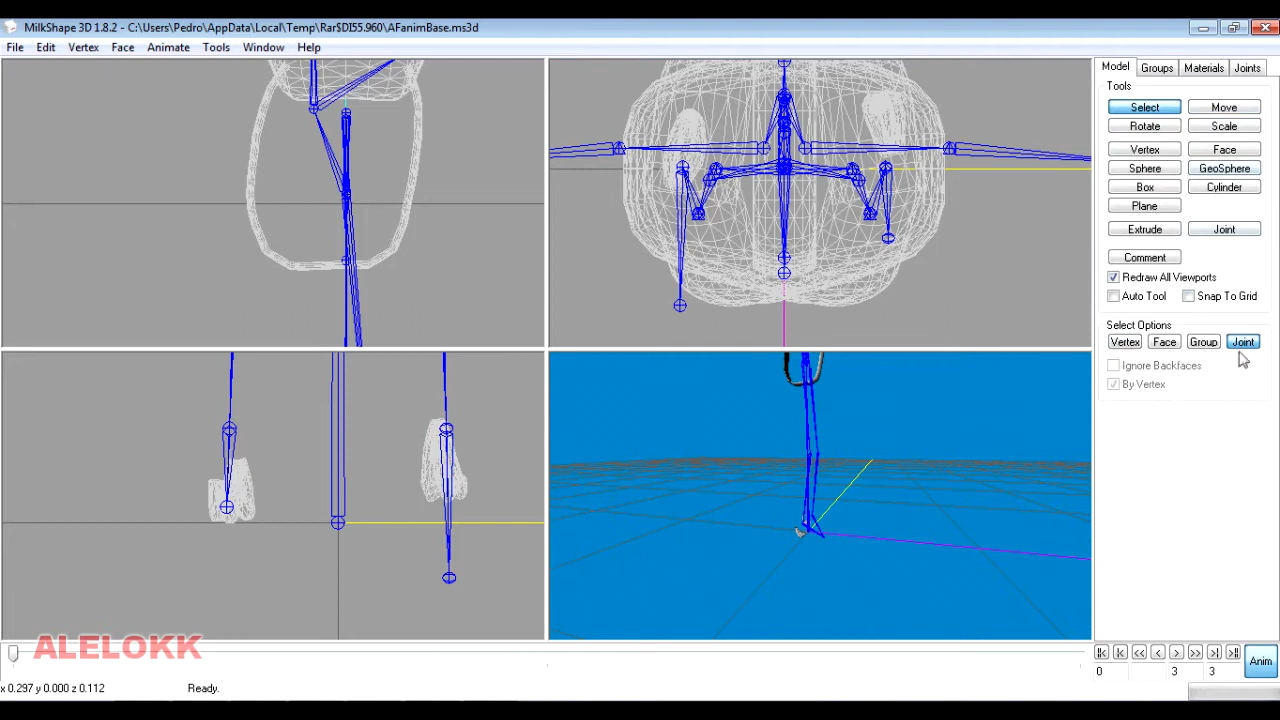 MilkShape 3D 1.8.2 - C:\Users\Pedro\AppData\Local\Temp\Rar$DI55.960\AFanimBase.ms3d
File Edit Vertex Face Animate Tools Window Help
Model Groups Materials Joints
Tools
Select Move
Rotate Scale
Vertex Face
Sphere GeoSphere
Box Cylinder
Plane
Extrude Joint
Comment
Redraw All Viewports
Auto Tool Snap To Grid
Select Options
Vertex Face Group Joint
Ignore Backfaces
By Vertex
ALELOKK
Anim
0 3 3
x 0.297 y 0.000 z 0.112 Ready.